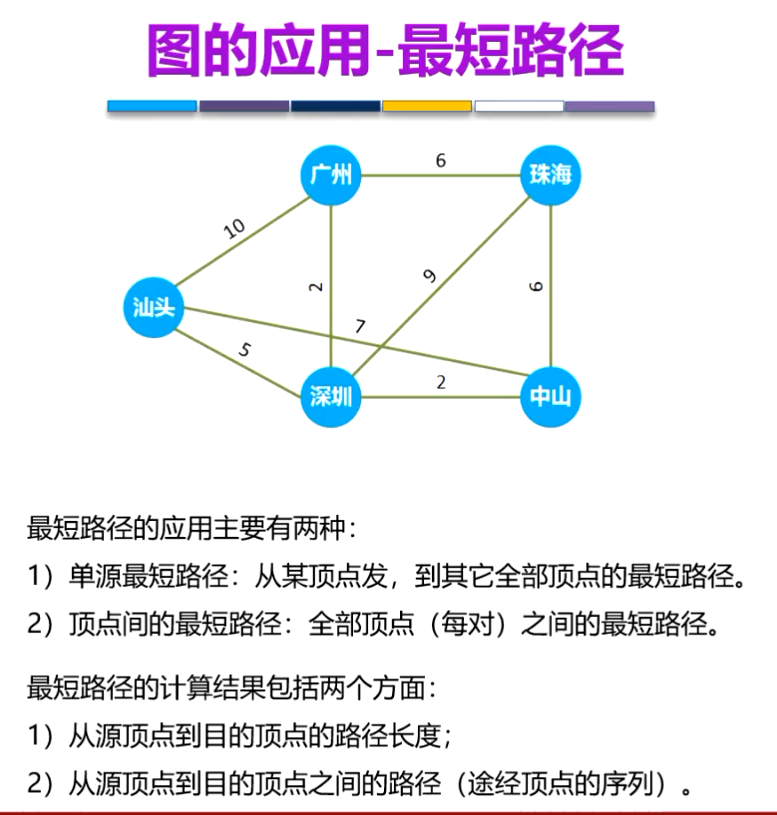 图的应用-最短路径
广州
6
珠海
10
2
9
6
汕头
7
5
深圳
2
中山
最短路径的应用主要有两种：
1）单源最短路径：从某顶点发，到其它全部顶点的最短路径。
2）顶点间的最短路径：全部顶点（每对）之间的最短路径。
最短路径的计算结果包括两个方面：
1）从源顶点到目的顶点的路径长度；
2）从源顶点到目的顶点之间的路径（途经顶点的序列）。